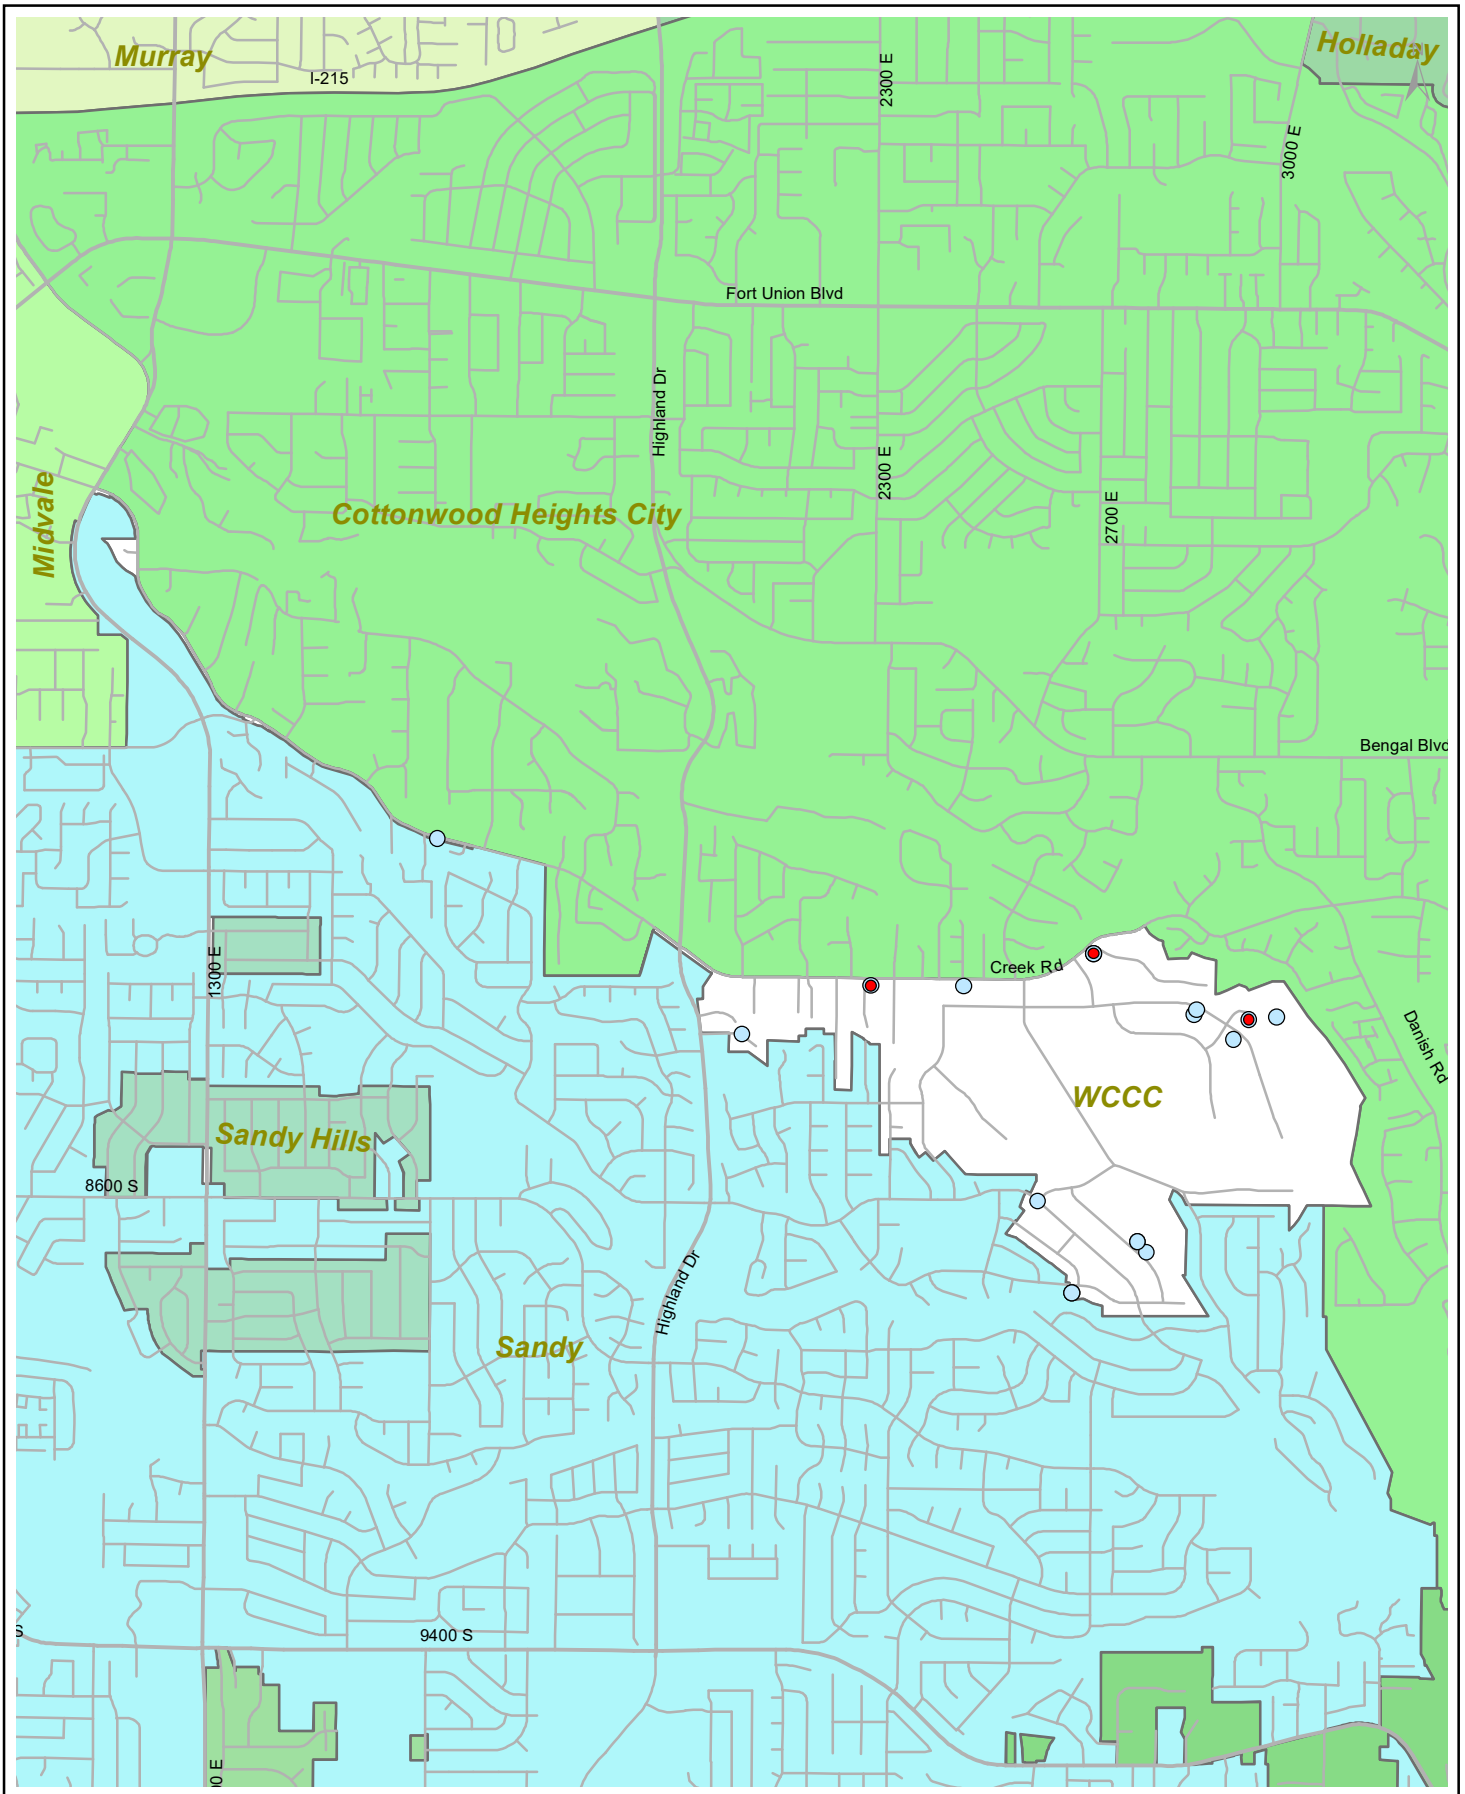 Murray
Holladay
I-215
2300 E
3000 E
Fort Union Blvd
Highland Dr
2300 E
Midvale
Cottonwood Heights City
2700 E
Bengal Blvd
1300 E
Creek Rd
Danish Rd
WCCC
Sandy Hills
8600 S
Highland Dr
Sandy
S
9400 S
00 E